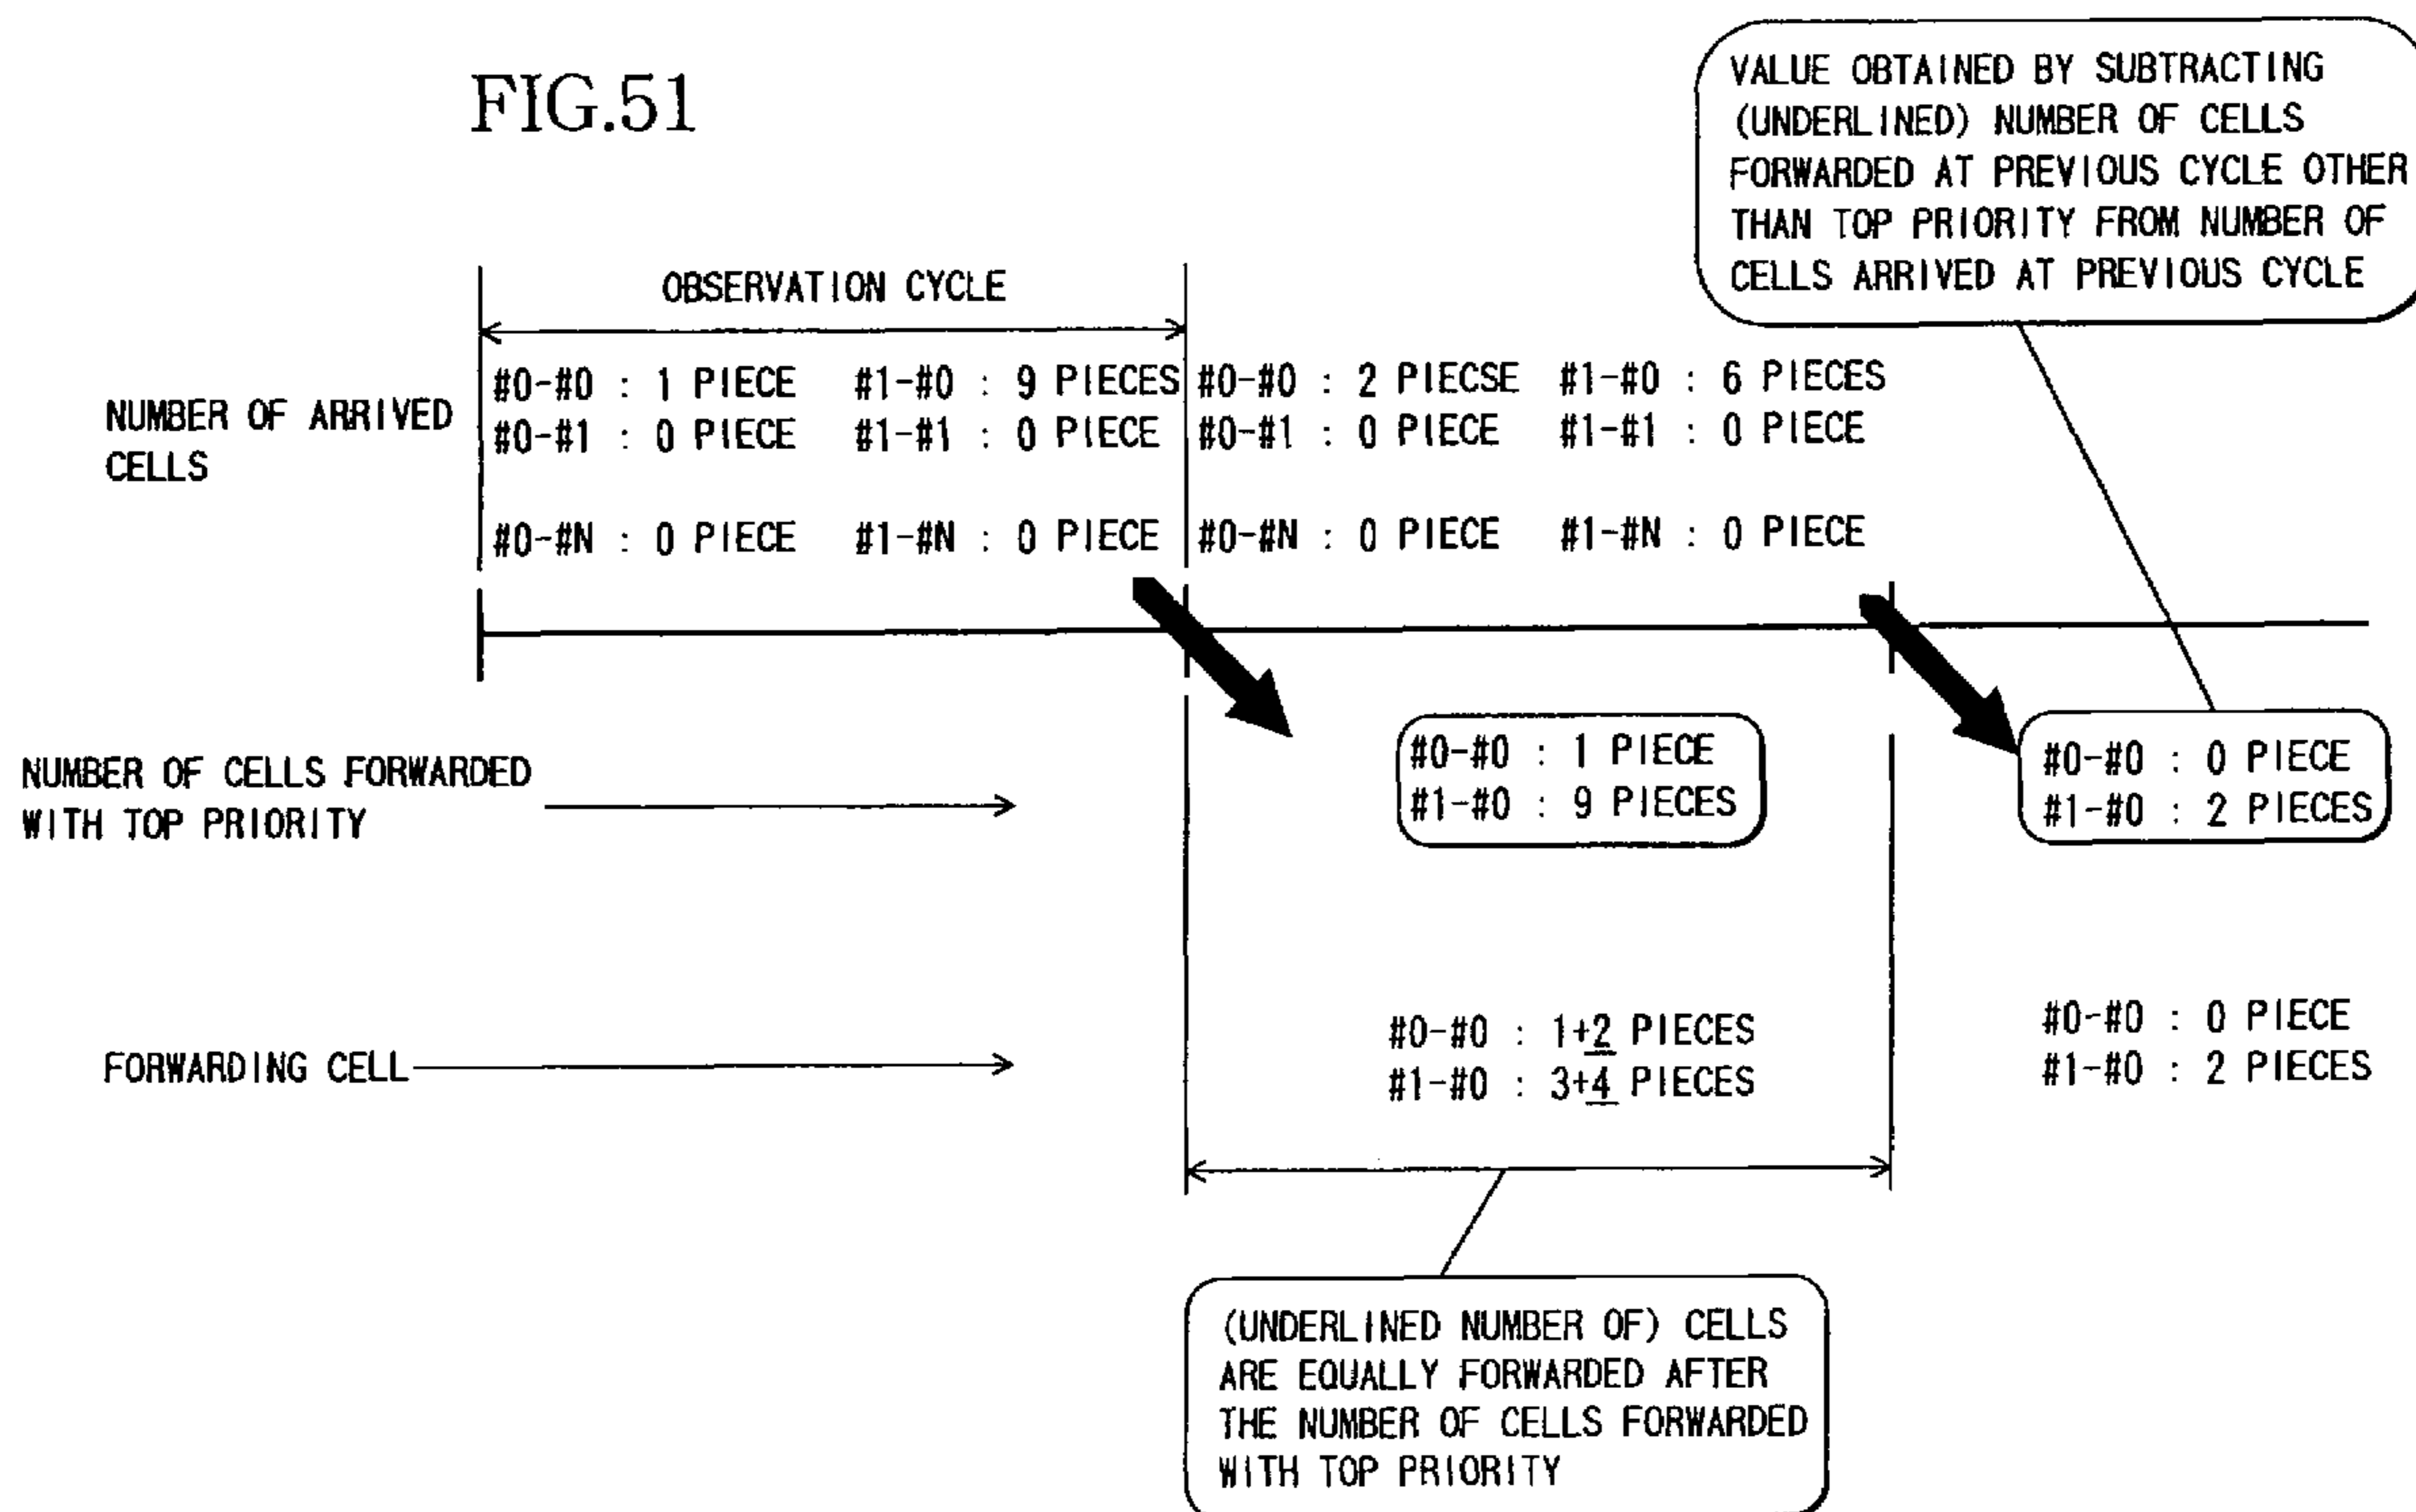 FIG.51
VALUE OBTAINED BY SUBTRACTING
(UNDERLINED) NUMBER OF CELLS
FORWARDED AT PREVIOUS CYCLE OTHER
THAN TOP PRIORITY FROM NUMBER OF
CELLS ARRIVED AT PREVIOUS CYCLE
OBSERVATION CYCLE
NUMBER OF ARRIVED
CELLS
#0-#0 : 1 PIECE #1-#0 : 9 PIECES #0-#0 : 2 PIECSE #1-#0 : 6 PIECES
#0-#1 : 0 PIECE #1-#1 : 0 PIECE #0-#1 : 0 PIECE #1-#1 : 0 PIECE
#0-#N : 0 PIECE #1-#N : 0 PIECE #0-#N : 0 PIECE #1-#N : 0 PIECE
NUMBER OF CELLS FORWARDED
WITH TOP PRIORITY
#0-#0 : 1 PIECE
#1-#0 : 9 PIECES
#0-#0 : 0 PIECE
#1-#0 : 2 PIECES
FORWARDING CELL
#0-#0 : 1+2 PIECES
#1-#0 : 3+4 PIECES
#0-#0 : 0 PIECE
#1-#0 : 2 PIECES
(UNDERLINED NUMBER OF) CELLS
ARE EQUALLY FORWARDED AFTER
THE NUMBER OF CELLS FORWARDED
WITH TOP PRIORITY